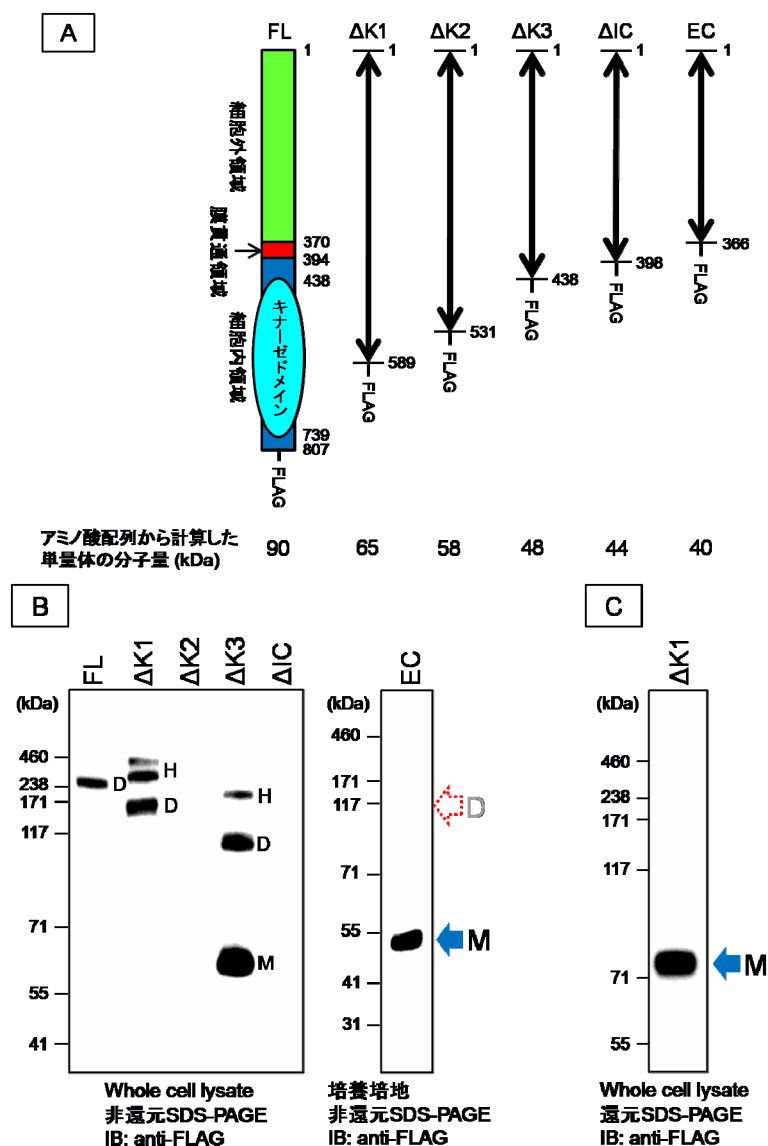 A
FL
ΔK1
ΔK2
ΔK3
ΔIC
EC
1
1
1
1
1
1
細胞外領域
膜貫通領域
細胞内領域
キナーゼドメイン
370
394
438
739
807
FLAG
589
FLAG
531
FLAG
438
FLAG
398
FLAG
366
FLAG
アミノ酸配列から計算した
単量体の分子量 (kDa)
90
65
58
48
44
40
B
FL
ΔK1
ΔK2
ΔK3
ΔIC
(kDa)
460
238
171
117
71
55
41
D
H
D
H
D
M
Whole cell lysate
非還元SDS-PAGE
IB: anti-FLAG
EC
(kDa)
460
171
117
71
55
41
31
D
M
培養培地
非還元SDS-PAGE
IB: anti-FLAG
C
ΔK1
(kDa)
460
238
171
117
71
55
M
Whole cell lysate
還元SDS-PAGE
IB: anti-FLAG